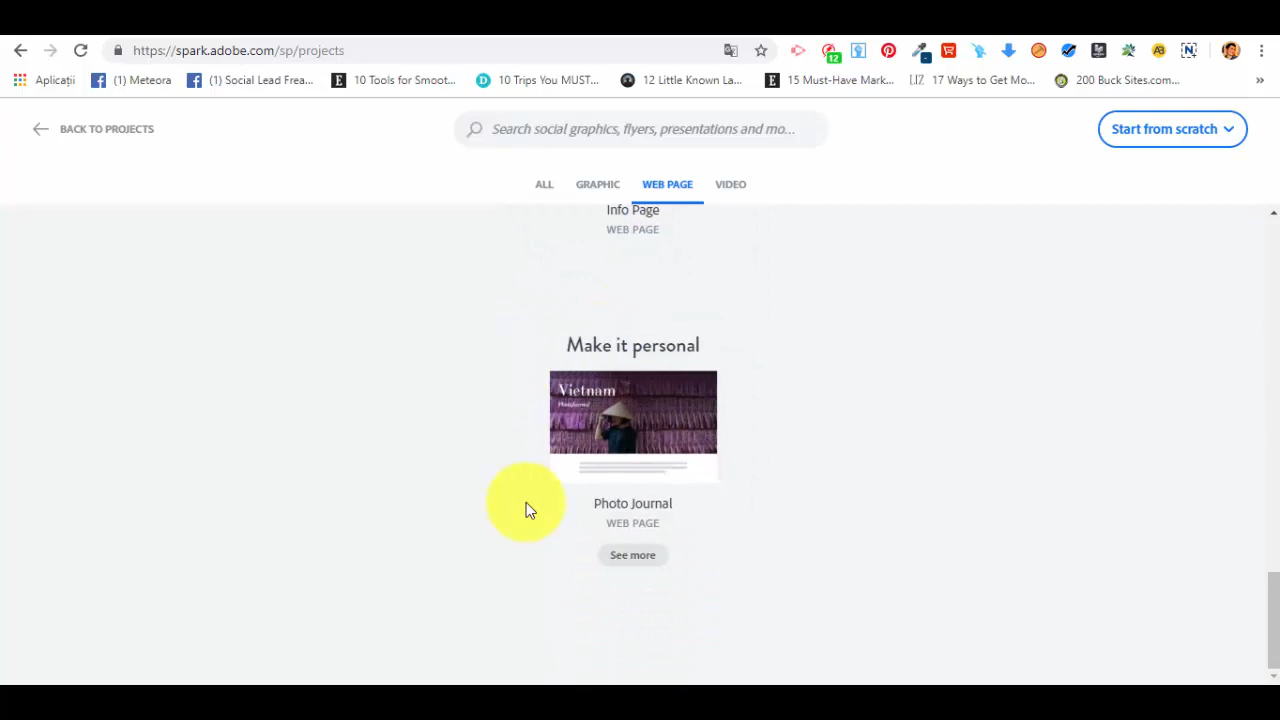 https://spark.adobe.com/sp/projects
12
Aplicații
(1) Meteora
(1) Social Lead Frea...
10 Tools for Smoot...
10 Trips You MUST...
12 Little Known La...
15 Must-Have Mark...
17 Ways to Get Mo...
200 Buck Sites.com...
BACK TO PROJECTS
Search social graphics, flyers, presentations and mo...
Start from scratch
ALL
GRAPHIC
WEB PAGE
VIDEO
Info Page
WEB PAGE
Make it personal
Vietnam
Photo Journal
WEB PAGE
See more